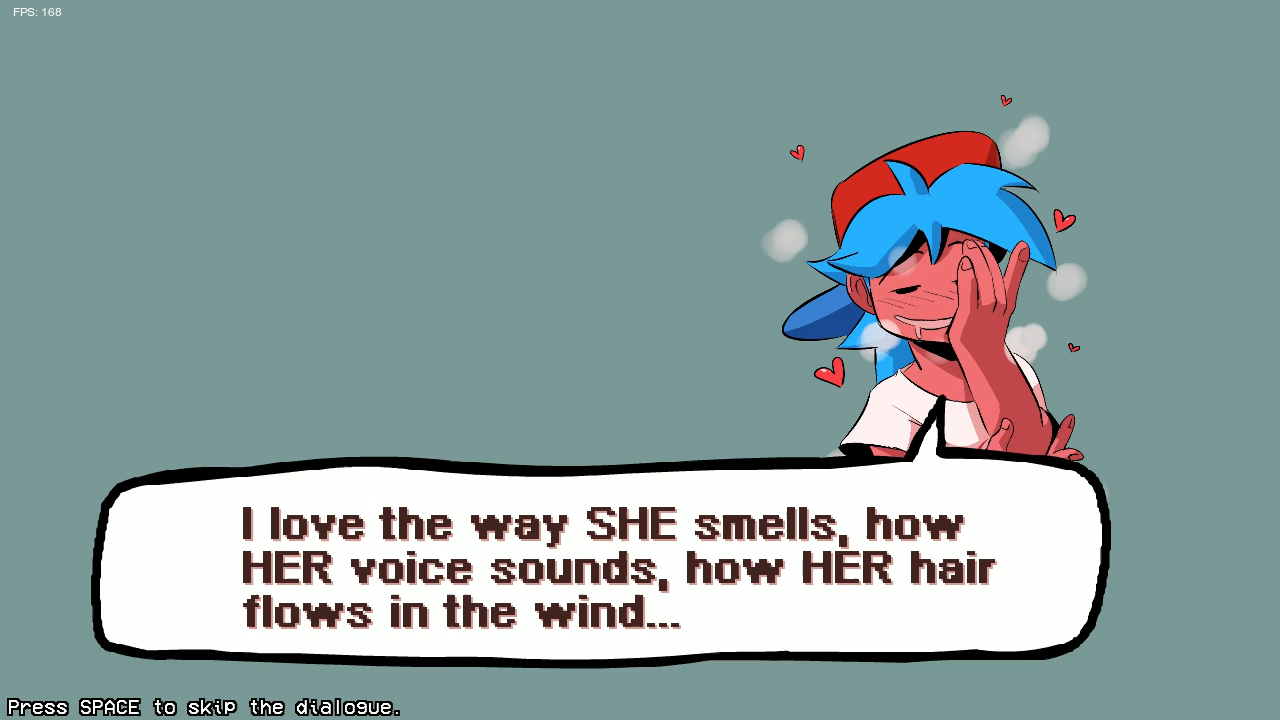 FPS: 168
I love the way SHE smells, how
HER voice sounds, how HER hair
flows in the wind...
Press SPACE to skip the dialogue.